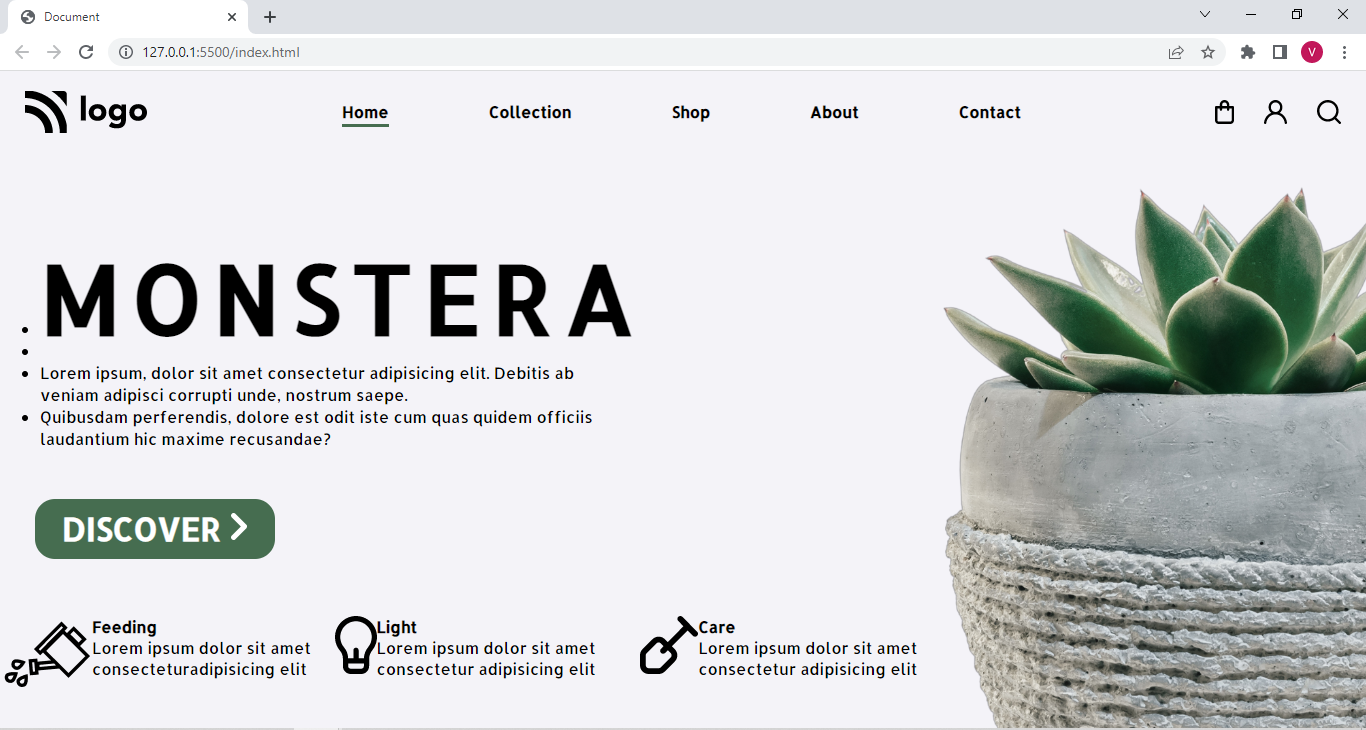 Document
127.0.0.1:5500/index.html
V
logo
Home Collection Shop About Contact
MONSTERA
Lorem ipsum, dolor sit amet consectetur adipisicing elit. Debitis ab
veniam adipisci corrupti unde, nostrum saepe.
Quibusdam perferendis, dolore est odit iste cum quas quidem officiis
laudantium hic maxime recusandae?
DISCOVER
Feeding
Lorem ipsum dolor sit amet
consecteturadipisicing elit
Light
Lorem ipsum dolor sit amet
consectetur adipisicing elit
Care
Lorem ipsum dolor sit amet
consectetur adipisicing elit